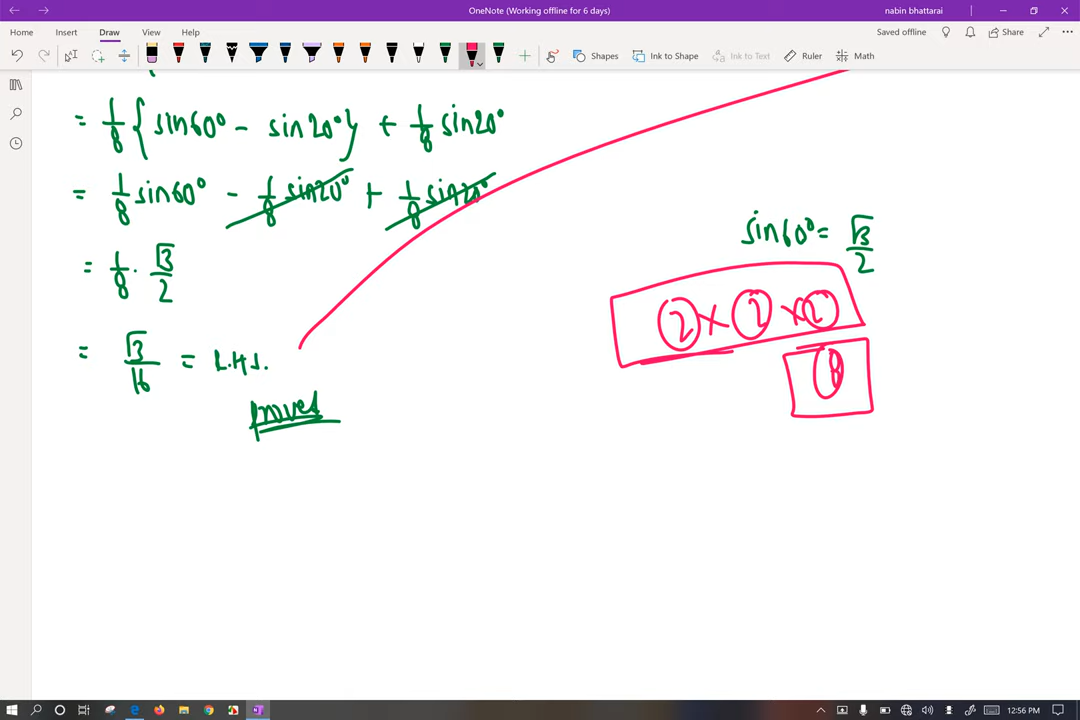 OneNote (Working offline for 6 days)
nabin bhattarai
Home Insert Draw View Help
Saved offline
Share
Shapes
Ink to Shape
Ink to Text
Ruler
Math
= 1/8 {sin60° - sin20°} + 1/8 sin20°
= 1/8 sin60° - 1/8 sin20° + 1/8 sin20°
= 1/8 . √3/2
= √3/16 = L.H.S.
proved
sin60° = √3/2
2 × 2 × 2
8
12:56 PM